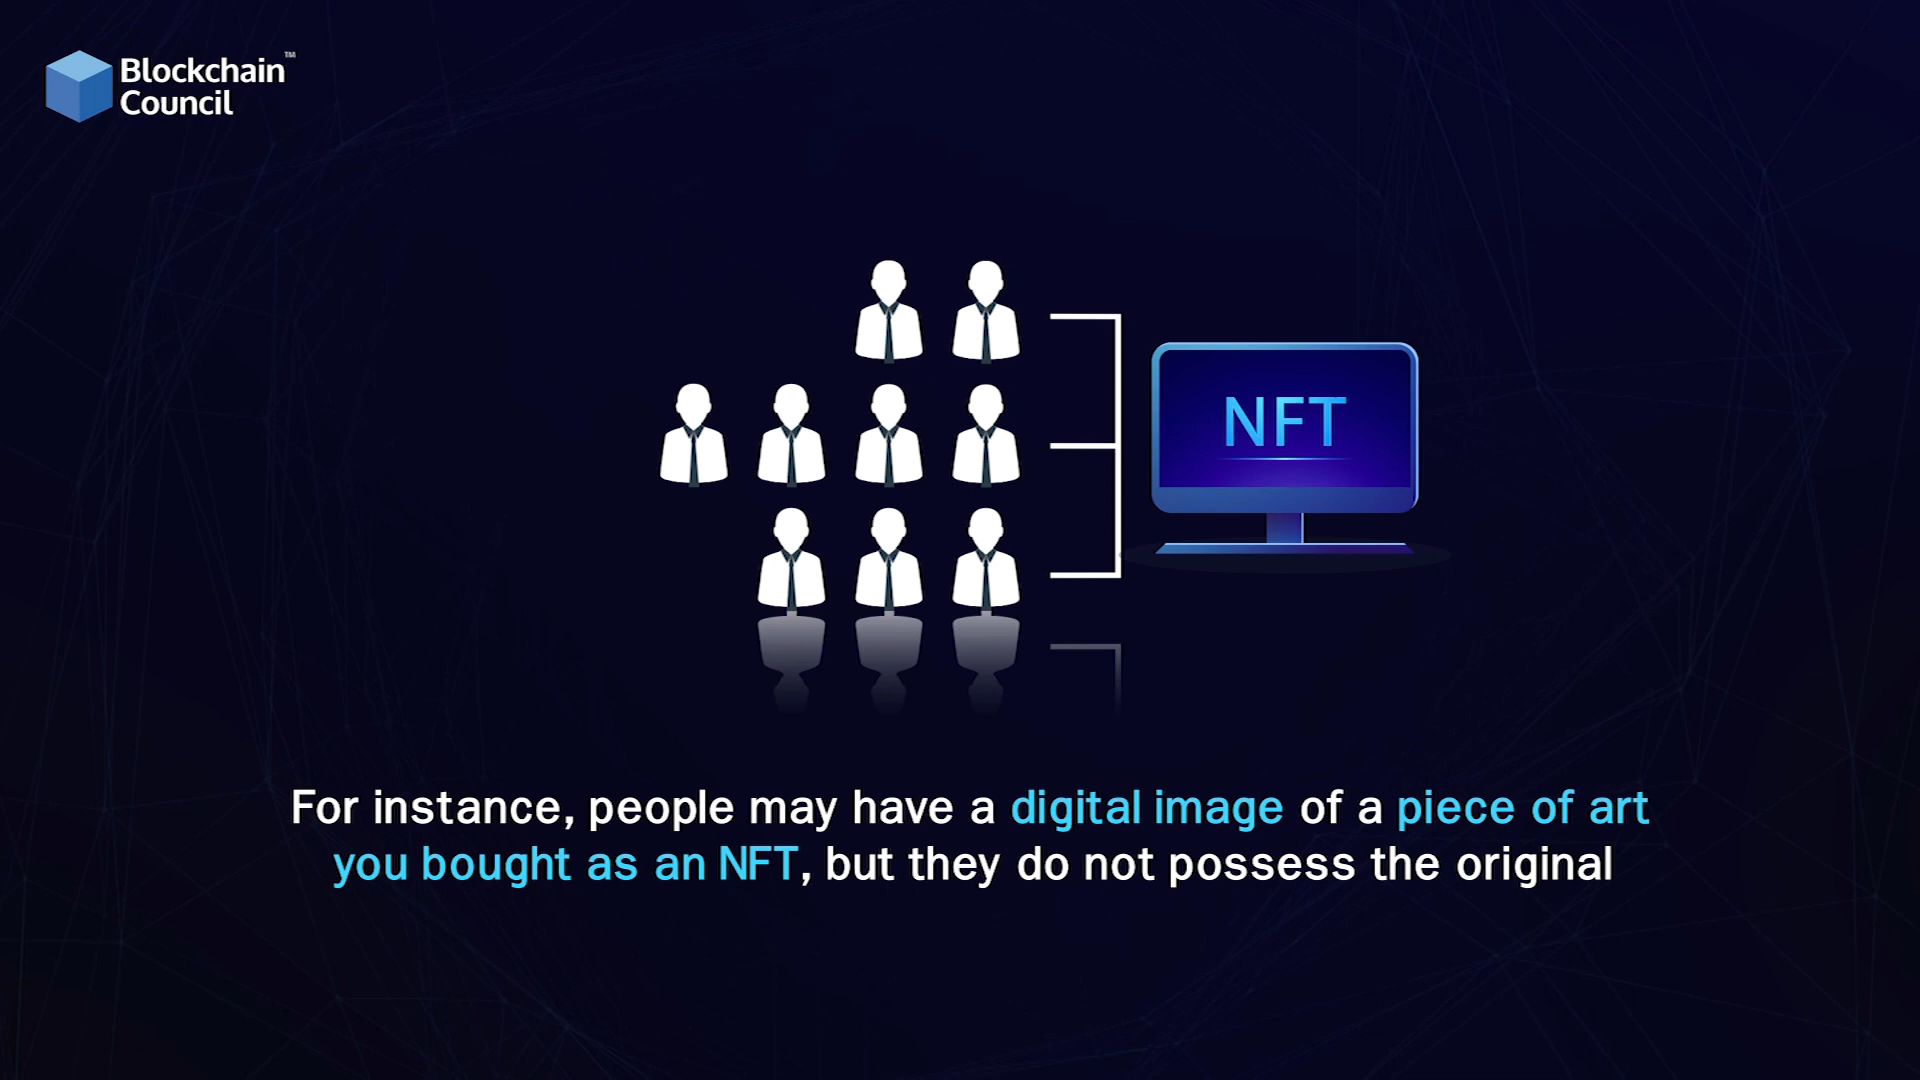 Blockchain™
Council
NFT
For instance, people may have a digital image of a piece of art
you bought as an NFT, but they do not possess the original